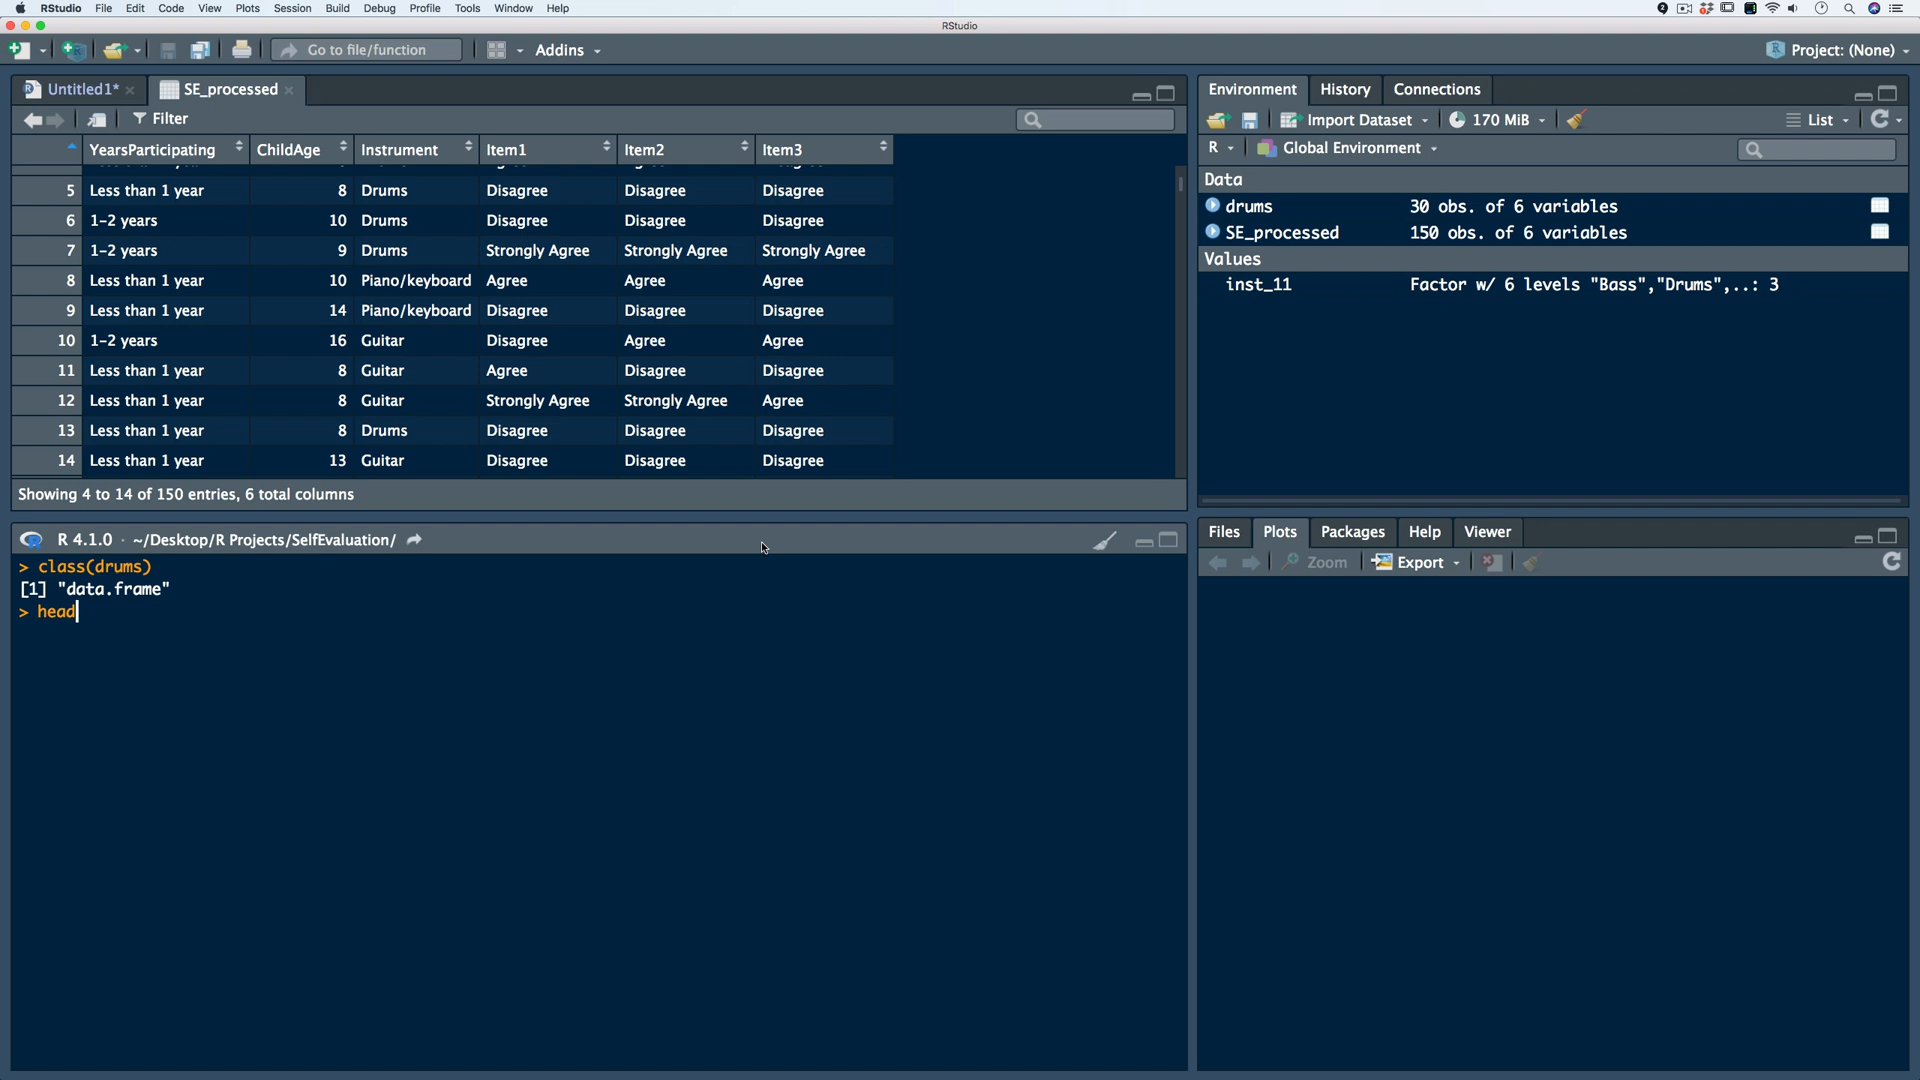 RStudio File Edit Code View Plots Session Build Debug Profile Tools Window Help
RStudio
Go to file/function Addins Project: (None)
Untitled1* SE_processed
Filter
YearsParticipating ChildAge Instrument Item1 Item2 Item3
5 Less than 1 year 8 Drums Disagree Disagree Disagree
6 1-2 years 10 Drums Disagree Disagree Disagree
7 1-2 years 9 Drums Strongly Agree Strongly Agree Strongly Agree
8 Less than 1 year 10 Piano/keyboard Agree Agree Agree
9 Less than 1 year 14 Piano/keyboard Disagree Disagree Disagree
10 1-2 years 16 Guitar Disagree Agree Agree
11 Less than 1 year 8 Guitar Agree Disagree Disagree
12 Less than 1 year 8 Guitar Strongly Agree Strongly Agree Agree
13 Less than 1 year 8 Drums Disagree Disagree Disagree
14 Less than 1 year 13 Guitar Disagree Disagree Disagree
Showing 4 to 14 of 150 entries, 6 total columns
R 4.1.0 · ~/Desktop/R Projects/SelfEvaluation/
> class(drums)
[1] "data.frame"
> head
Environment History Connections
Import Dataset 170 MiB List
R Global Environment
Data
drums 30 obs. of 6 variables
SE_processed 150 obs. of 6 variables
Values
inst_11 Factor w/ 6 levels "Bass","Drums",..: 3
Files Plots Packages Help Viewer
Zoom Export